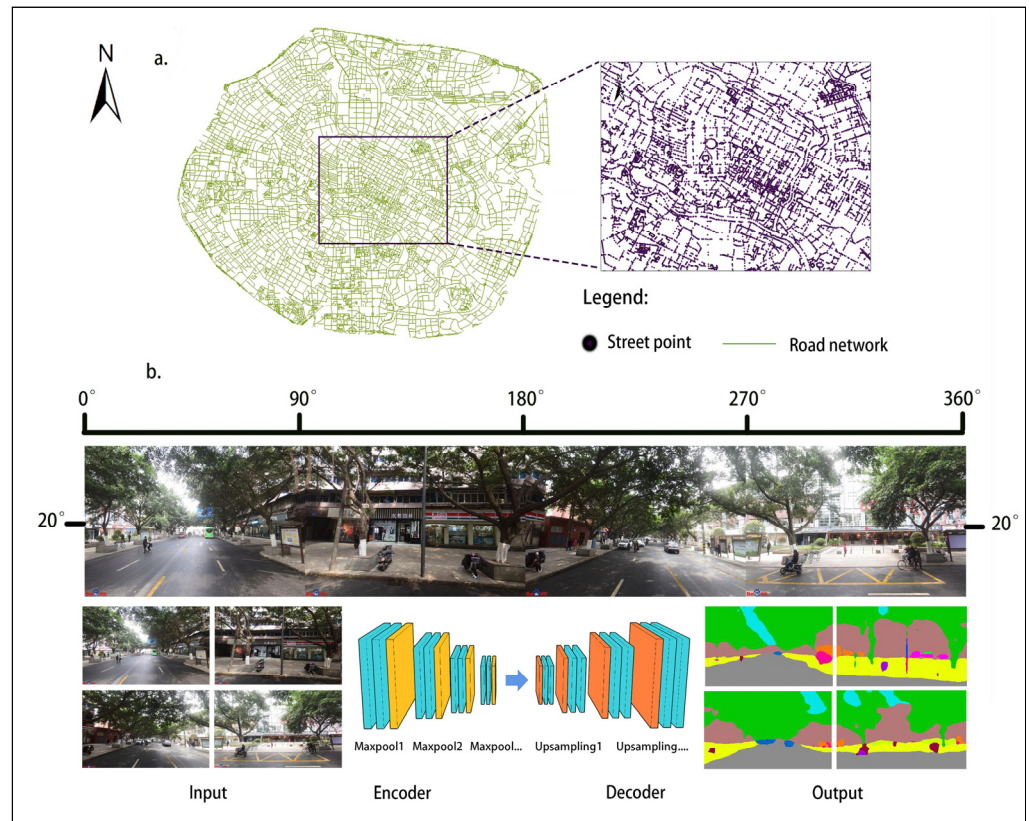 N
a.
N
Legend:
Street point
Road network
b.
0°
90°
180°
270°
360°
20°
20°
Maxpool1
Maxpool2
Maxpool...
Upsampling1
Upsampling....
Input
Encoder
Decoder
Output